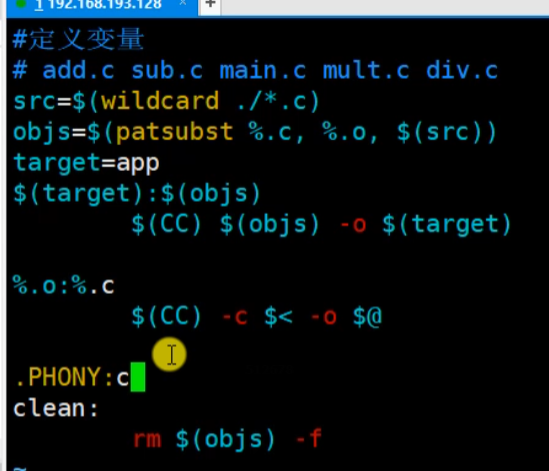 1 192.168.193.128 × +
#定义变量
# add.c sub.c main.c mult.c div.c
src=$(wildcard ./*.c)
objs=$(patsubst %.c, %.o, $(src))
target=app
$(target):$(objs)
        $(CC) $(objs) -o $(target)
%.o:%.c
        $(CC) -c $< -o $@
.PHONY:c
clean:
        rm $(objs) -f
~